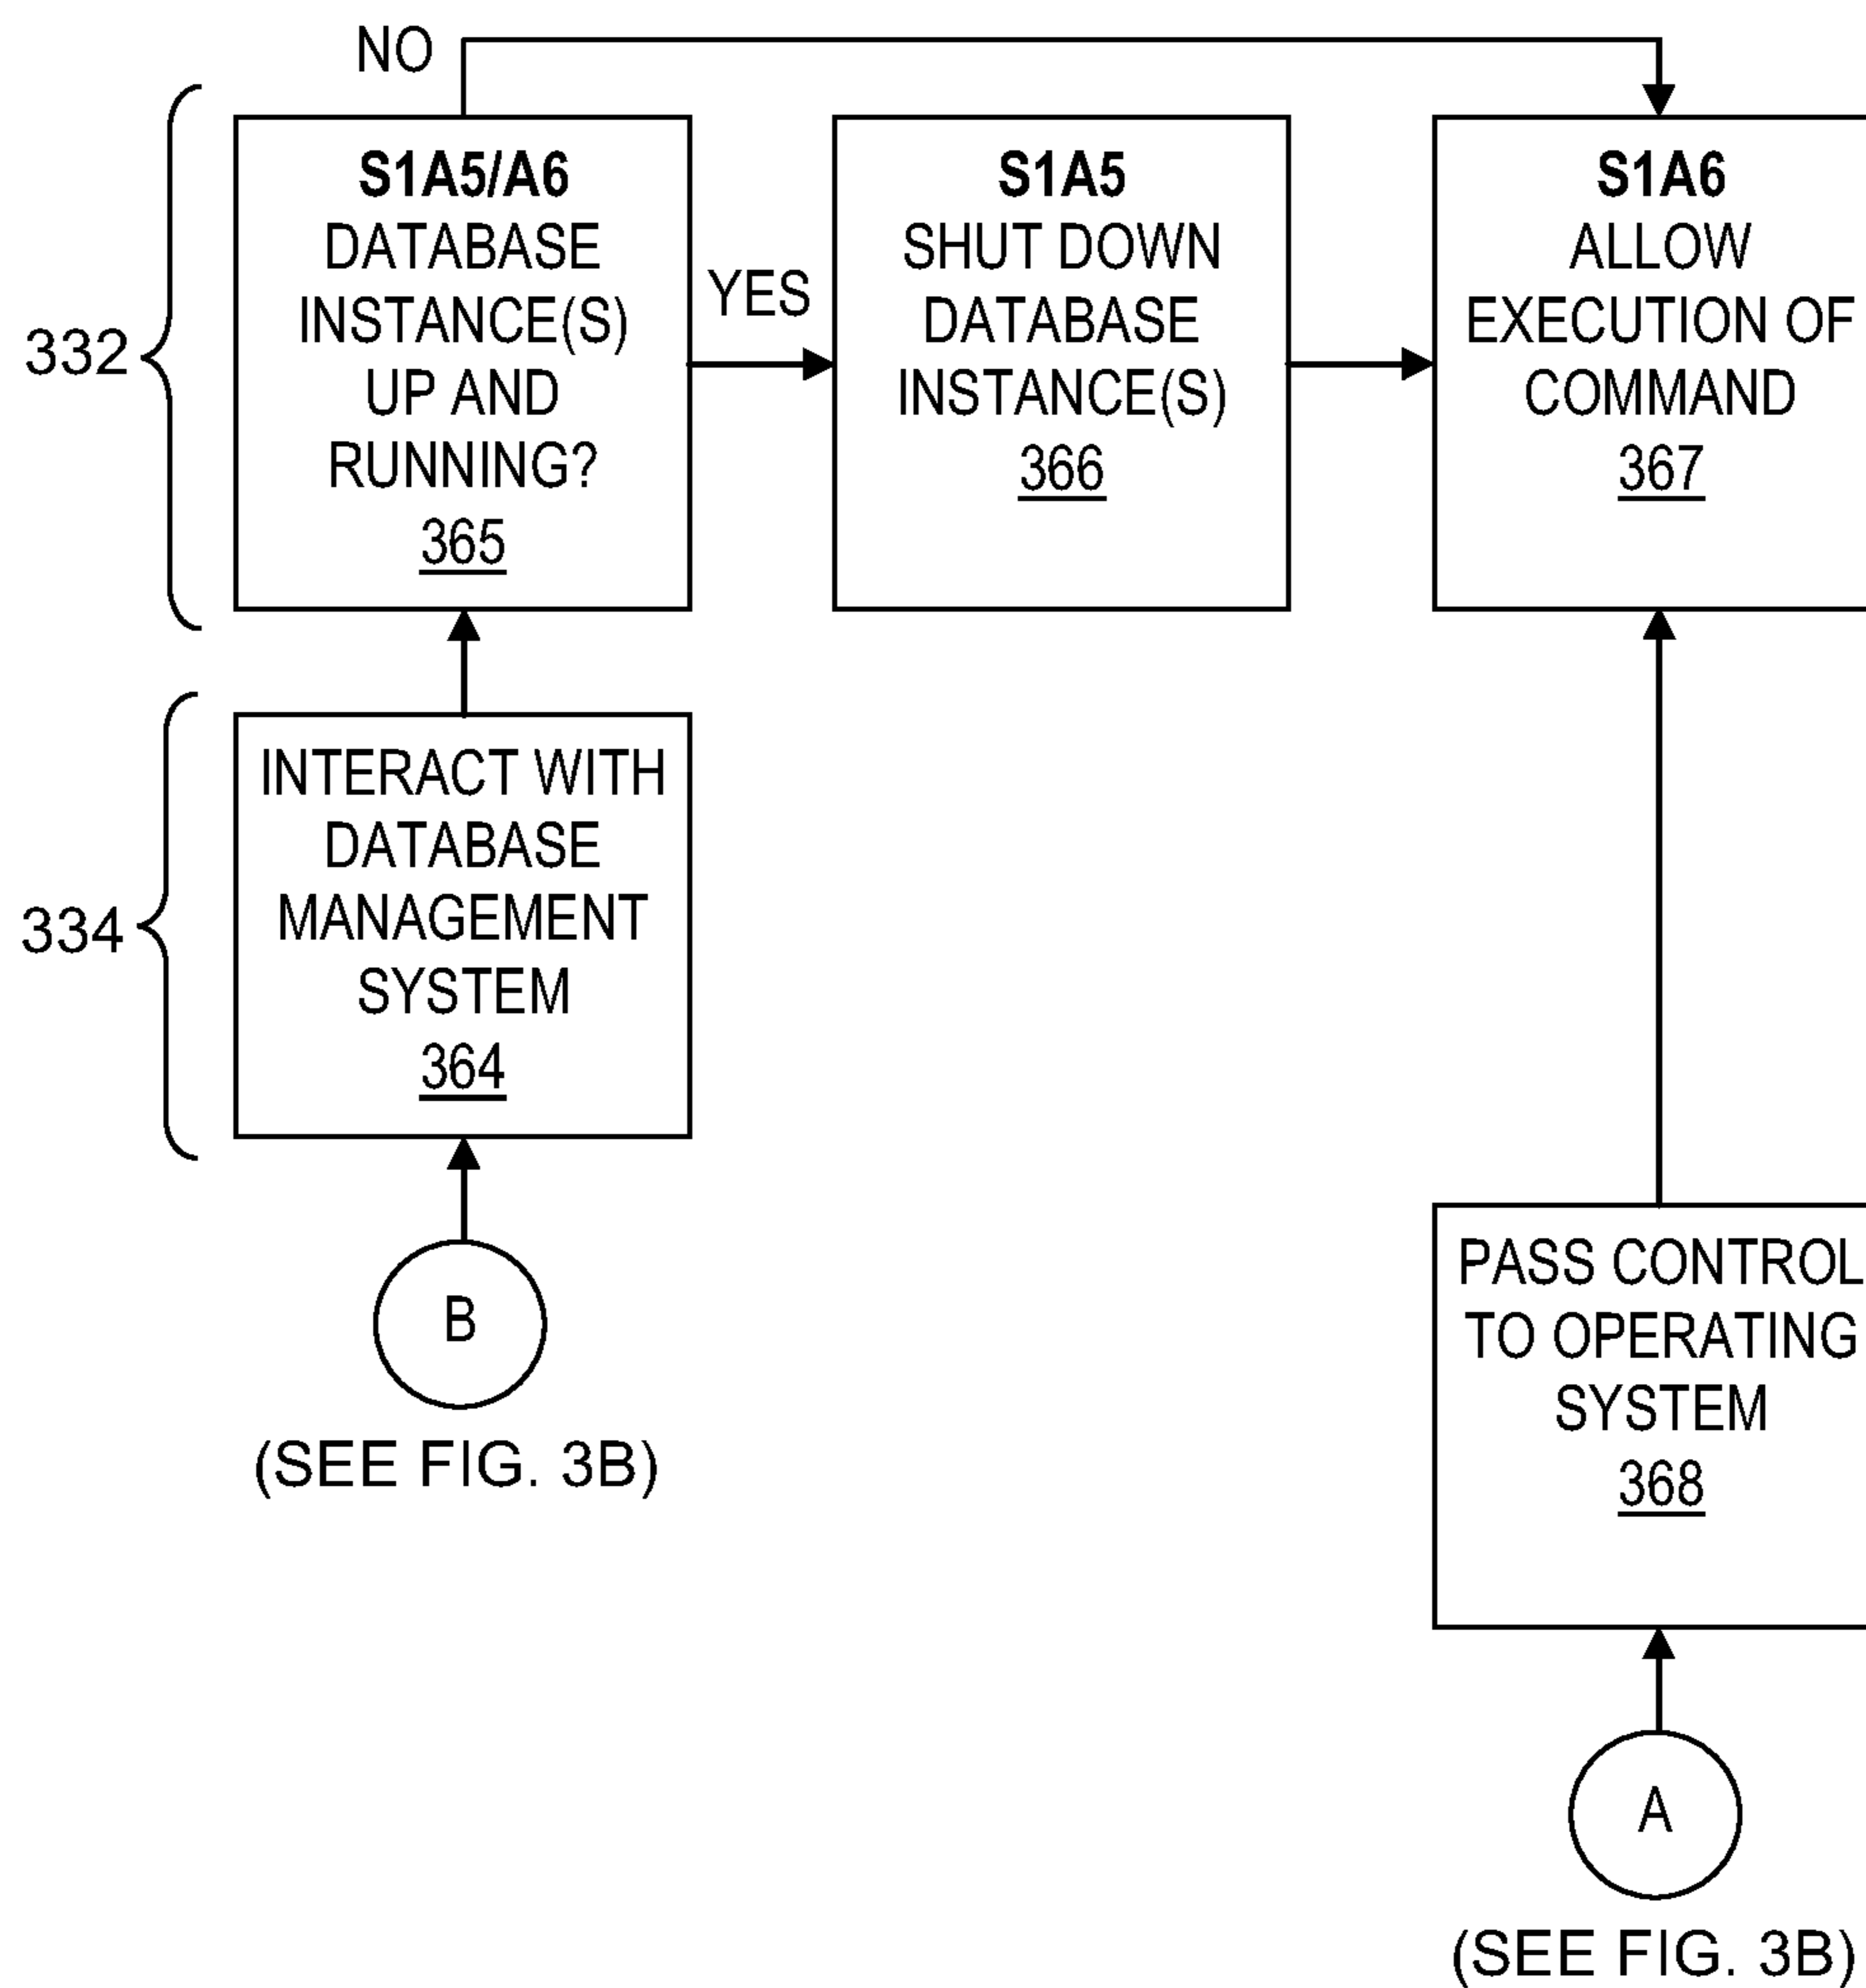 NO
332
S1A5/A6
DATABASE
INSTANCE(S)
UP AND
RUNNING?
365
YES
S1A5
SHUT DOWN
DATABASE
INSTANCE(S)
366
S1A6
ALLOW
EXECUTION OF
COMMAND
367
334
INTERACT WITH
DATABASE
MANAGEMENT
SYSTEM
364
B
(SEE FIG. 3B)
PASS CONTROL
TO OPERATING
SYSTEM
368
A
(SEE FIG. 3B)